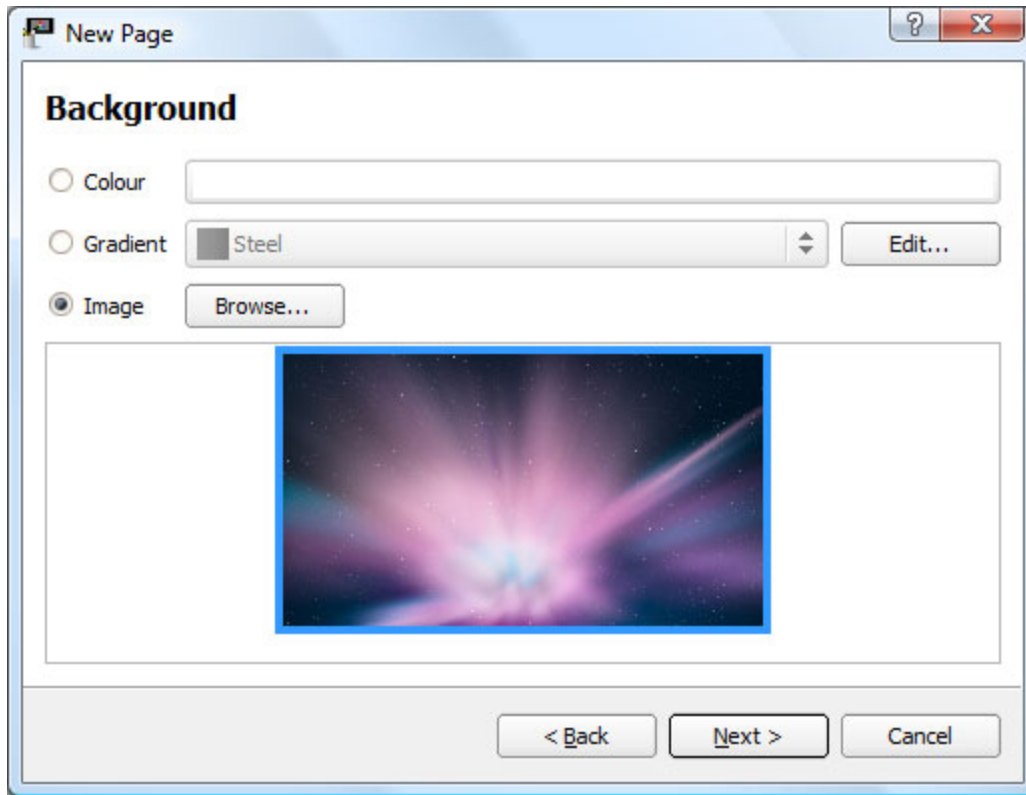 New Page
?
Background
Colour
Gradient Steel Edit...
Image Browse...
< Back Next > Cancel